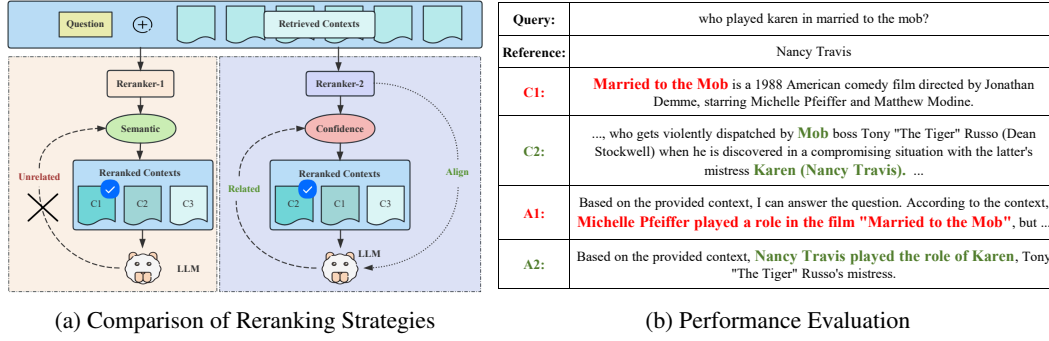 Question
Retrieved Contexts
Reranker-1
Semantic
Unrelated
Reranked Contexts
C1
C2
C3
LLM
Reranker-2
Confidence
Related
Align
Reranked Contexts
C2
C1
C3
LLM
(a) Comparison of Reranking Strategies
Query:
who played karen in married to the mob?
Reference:
Nancy Travis
C1:
Married to the Mob is a 1988 American comedy film directed by Jonathan
Demme, starring Michelle Pfeiffer and Matthew Modine.
C2:
..., who gets violently dispatched by Mob boss Tony "The Tiger" Russo (Dean
Stockwell) when he is discovered in a compromising situation with the latter's
mistress Karen (Nancy Travis). ...
A1:
Based on the provided context, I can answer the question. According to the context,
Michelle Pfeiffer played a role in the film "Married to the Mob", but ...
A2:
Based on the provided context, Nancy Travis played the role of Karen, Tony
"The Tiger" Russo's mistress.
(b) Performance Evaluation